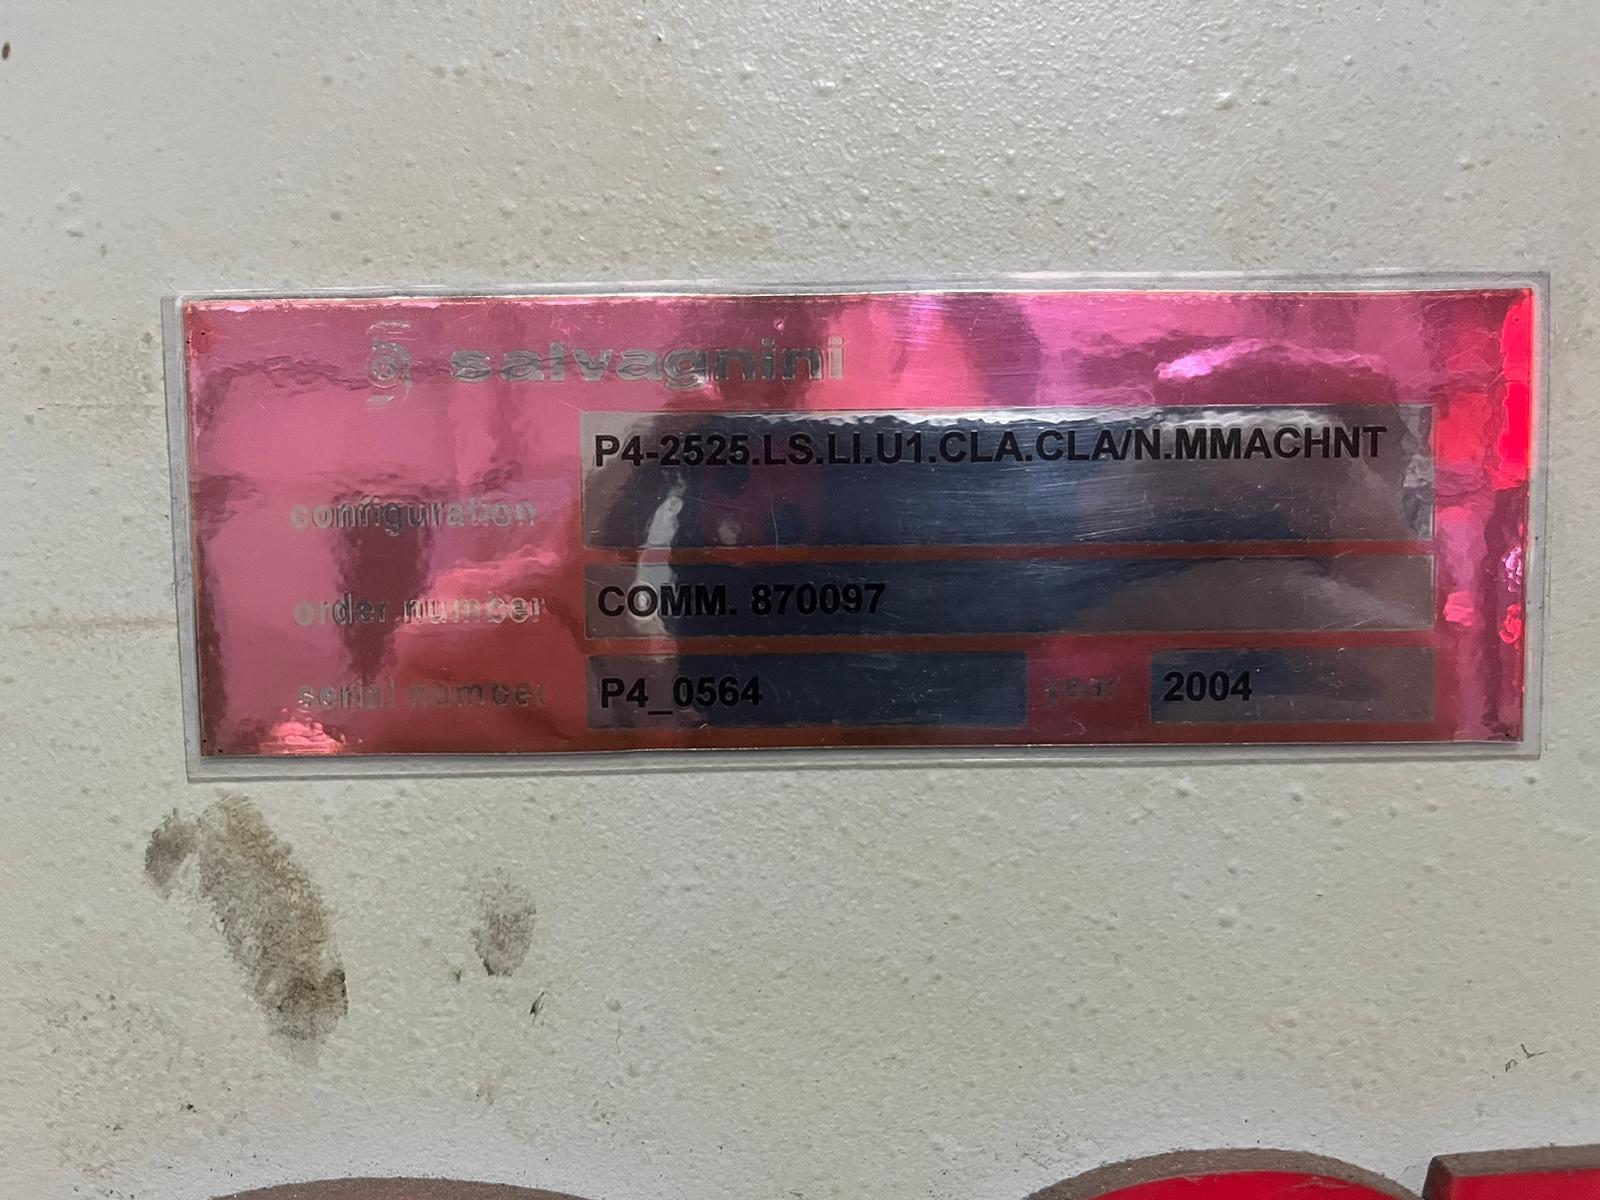 salvagnini
configuration P4-2525.LS.LI.U1.CLA.CLA/N.MMACHNT
order number COMM. 870097
serial number P4_0564 year 2004